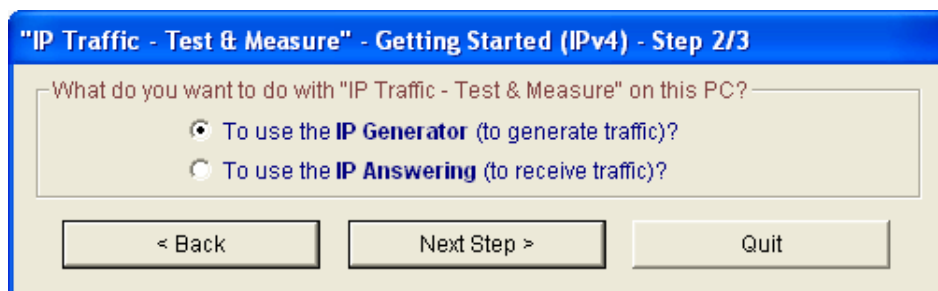 "IP Traffic - Test & Measure" - Getting Started (IPv4) - Step 2/3
What do you want to do with "IP Traffic - Test & Measure" on this PC?
To use the IP Generator (to generate traffic)?
To use the IP Answering (to receive traffic)?
< Back
Next Step >
Quit